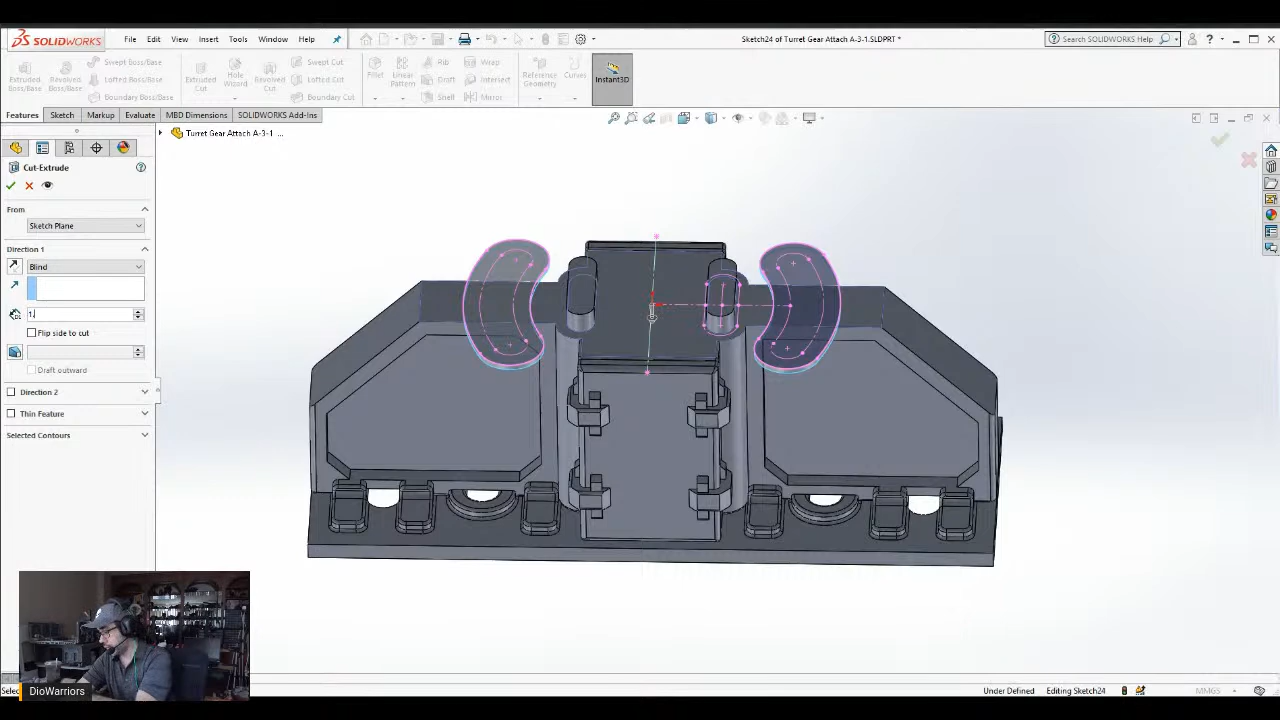 SOLIDWORKS
File Edit View Insert Tools Window Help
Sketch24 of Turret Gear Attach A-3-1.SLDPRT *
Search SOLIDWORKS Help
Extruded Boss/Base
Revolved Boss/Base
Swept Boss/Base
Lofted Boss/Base
Boundary Boss/Base
Extruded Cut
Hole Wizard
Revolved Cut
Swept Cut
Lofted Cut
Boundary Cut
Fillet
Linear Pattern
Rib
Draft
Shell
Wrap
Intersect
Mirror
Reference Geometry
Curves
Instant3D
Features Sketch Markup Evaluate MBD Dimensions SOLIDWORKS Add-Ins
Turret Gear Attach A-3-1 ...
Cut-Extrude
From
Sketch Plane
Direction 1
Blind
1.
Flip side to cut
Draft outward
Direction 2
Thin Feature
Selected Contours
DioWarriors
Under Defined
Editing Sketch24
MMGS